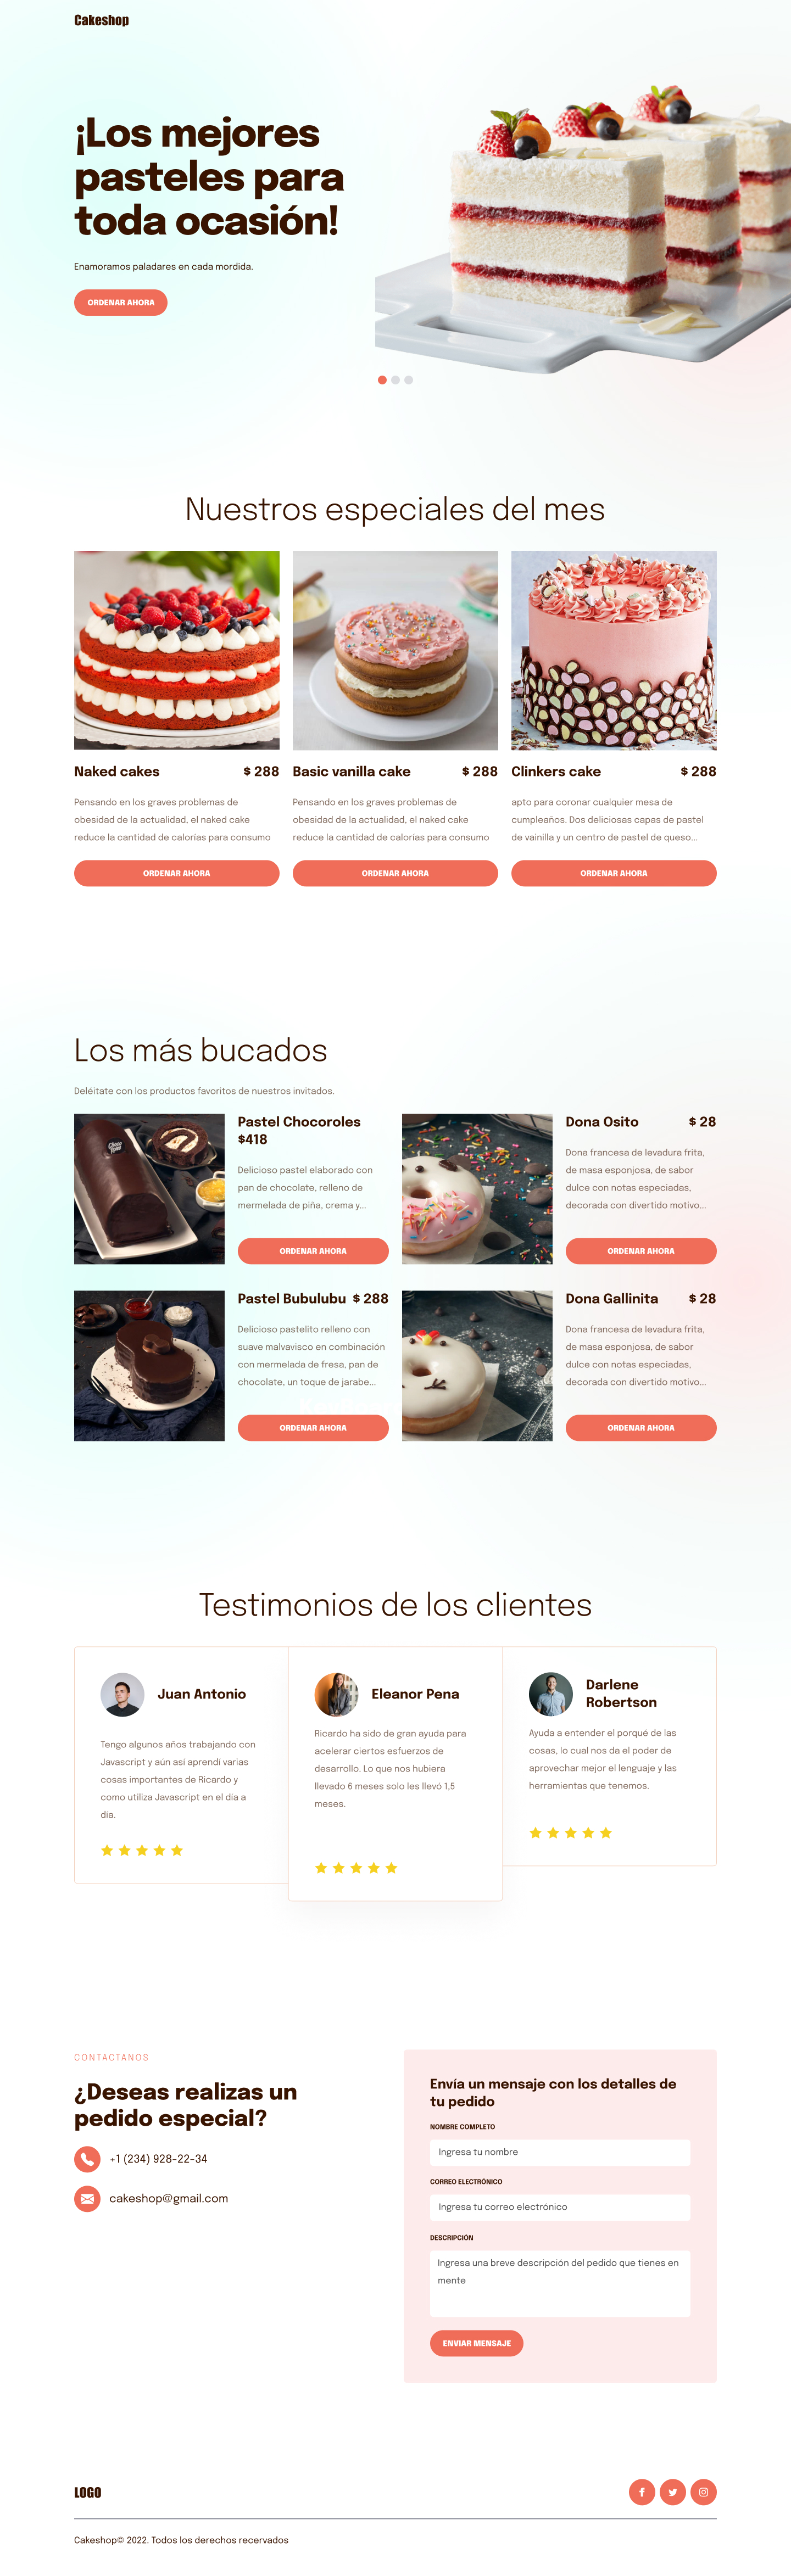 Cakeshop
¡Los mejores
pasteles para
toda ocasión!
Enamoramos paladares en cada mordida.
ORDENAR AHORA
Nuestros especiales del mes
Naked cakes $ 288
Pensando en los graves problemas de
obesidad de la actualidad, el naked cake
reduce la cantidad de calorías para consumo
ORDENAR AHORA
Basic vanilla cake $ 288
Pensando en los graves problemas de
obesidad de la actualidad, el naked cake
reduce la cantidad de calorías para consumo
ORDENAR AHORA
Clinkers cake $ 288
apto para coronar cualquier mesa de
cumpleaños. Dos deliciosas capas de pastel
de vainilla y un centro de pastel de queso...
ORDENAR AHORA
Los más bucados
Deléitate con los productos favoritos de nuestros invitados.
Pastel Chocoroles
$418
Delicioso pastel elaborado con
pan de chocolate, relleno de
mermelada de piña, crema y...
ORDENAR AHORA
Dona Osito $ 28
Dona francesa de levadura frita,
de masa esponjosa, de sabor
dulce con notas especiadas,
decorada con divertido motivo...
ORDENAR AHORA
Pastel Bubulubu $ 288
Delicioso pastelito relleno con
suave malvavisco en combinación
con mermelada de fresa, pan de
chocolate, un toque de jarabe...
ORDENAR AHORA
Dona Gallinita $ 28
Dona francesa de levadura frita,
de masa esponjosa, de sabor
dulce con notas especiadas,
decorada con divertido motivo...
ORDENAR AHORA
Testimonios de los clientes
Juan Antonio
Tengo algunos años trabajando con
Javascript y aún así aprendí varias
cosas importantes de Ricardo y
como utiliza Javascript en el día a
día.
Eleanor Pena
Ricardo ha sido de gran ayuda para
acelerar ciertos esfuerzos de
desarrollo. Lo que nos hubiera
llevado 6 meses solo les llevó 1,5
meses.
Darlene
Robertson
Ayuda a entender el porqué de las
cosas, lo cual nos da el poder de
aprovechar mejor el lenguaje y las
herramientas que tenemos.
CONTACTANOS
¿Deseas realizas un
pedido especial?
+1 (234) 928-22-34
cakeshop@gmail.com
Envía un mensaje con los detalles de
tu pedido
NOMBRE COMPLETO
Ingresa tu nombre
CORREO ELECTRÓNICO
Ingresa tu correo electrónico
DESCRIPCIÓN
Ingresa una breve descripción del pedido que tienes en
mente
ENVIAR MENSAJE
LOGO
Cakeshop© 2022. Todos los derechos recervados